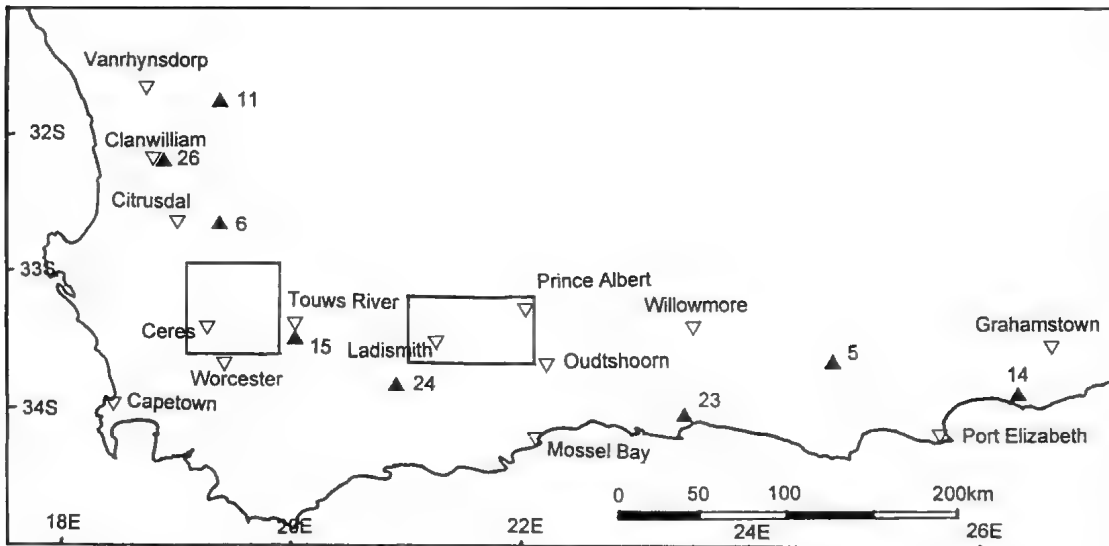 Vanrhynsdorp
11
32S
Clanwilliam
26
Citrusdal
6
33S
Prince Albert
Touws River
Willowmore
Grahamstown
Ceres
15
Ladismith
5
Oudtshoorn
Worcester
24
14
34S
Capetown
23
Port Elizabeth
Mossel Bay
0 50 100 200km
18E 20E 22E 24E 26E